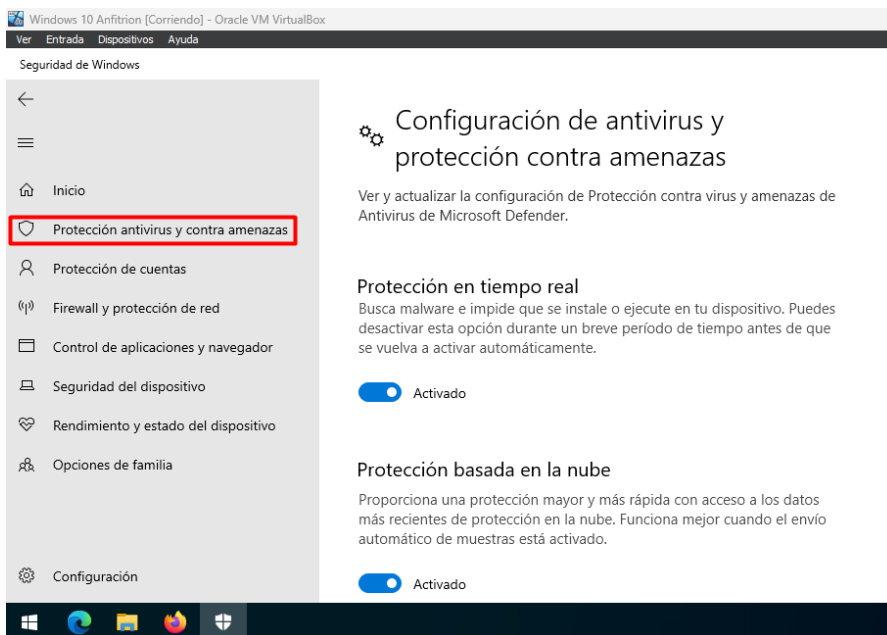 Windows 10 Anfitrion [Corriendo] - Oracle VM VirtualBox
Ver Entrada Dispositivos Ayuda
Seguridad de Windows
Inicio
Protección antivirus y contra amenazas
Protección de cuentas
Firewall y protección de red
Control de aplicaciones y navegador
Seguridad del dispositivo
Rendimiento y estado del dispositivo
Opciones de familia
Configuración
Configuración de antivirus y
protección contra amenazas
Ver y actualizar la configuración de Protección contra virus y amenazas de
Antivirus de Microsoft Defender.
Protección en tiempo real
Busca malware e impide que se instale o ejecute en tu dispositivo. Puedes
desactivar esta opción durante un breve período de tiempo antes de que
se vuelva a activar automáticamente.
Activado
Protección basada en la nube
Proporciona una protección mayor y más rápida con acceso a los datos
más recientes de protección en la nube. Funciona mejor cuando el envío
automático de muestras está activado.
Activado